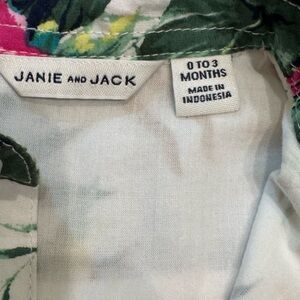 JANIE AND JACK
0 TO 3
MONTHS
MADE IN
INDONESIA